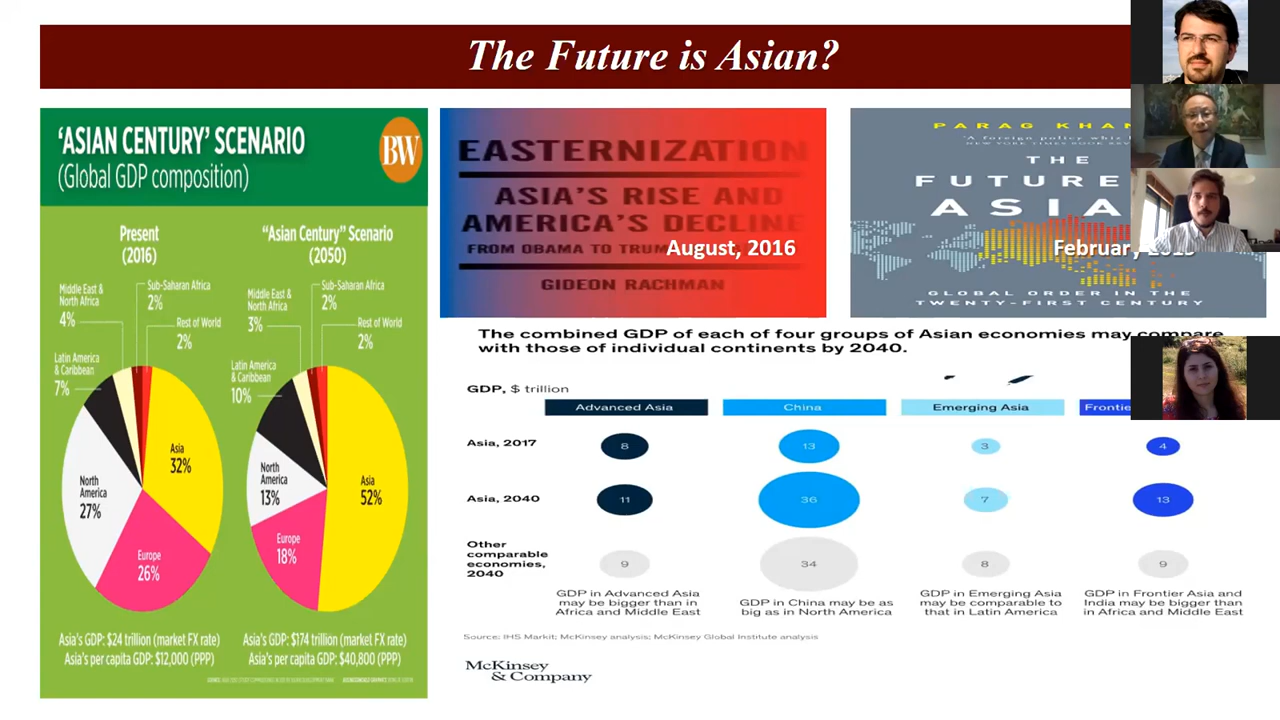 The Future is Asian?
'ASIAN CENTURY' SCENARIO
(Global GDP composition)
BW
Present
(2016)
Middle East &
North Africa
4%
Sub-Saharan Africa
2%
Rest of World
2%
Latin America
& Caribbean
7%
North
America
27%
Asia
32%
Europe
26%
Asia's GDP: $24 trillion (market FX rate)
Asia's per capita GDP: $12,000 (PPP)
"Asian Century" Scenario
(2050)
Middle East &
North Africa
3%
Sub-Saharan Africa
2%
Rest of World
2%
Latin America
& Caribbean
10%
North
America
13%
Asia
52%
Europe
18%
Asia's GDP: $174 trillion (market FX rate)
Asia's per capita GDP: $40,800 (PPP)
EASTERNIZATION
ASIA'S RISE AND
AMERICA'S DECLINE
FROM OBAMA TO TRUM
August, 2016
GIDEON RACHMAN
PARAG KHAN
"A foreign policy whiz
NEW YORK TIMES BOOK
THE
FUTURE
ASIA
Februar
GLOBAL ORDER IN THE
TWENTY-FIRST CENTURY
The combined GDP of each of four groups of Asian economies may compare
with those of individual continents by 2040.
GDP, $ trillion
Advanced Asia China Emerging Asia Frontie
Asia, 2017 8 13 3 4
Asia, 2040 11 36 7 13
Other
comparable
economies,
2040
9 34 8 9
GDP in Advanced Asia
may be bigger than in
Africa and Middle East
GDP in China may be as
big as in North America
GDP in Emerging Asia
may be comparable to
that in Latin America
GDP in Frontier Asia and
India may be bigger than
in Africa and Middle East
Source: IHS Markit; McKinsey analysis; McKinsey Global Institute analysis
McKinsey
& Company